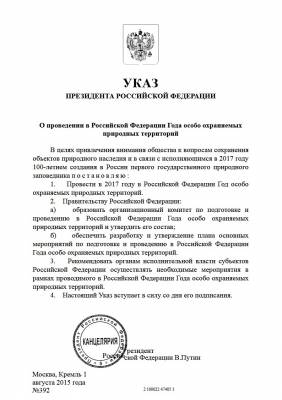 УКАЗ
ПРЕЗИДЕНТА РОССИЙСКОЙ ФЕДЕРАЦИИ
О проведении в Российской Федерации Года особо охраняемых
природных территорий
В целях привлечения внимания общества к вопросам сохранения
объектов природного наследия и в связи с исполняющимся в 2017 году
100-летием создания в России первого государственного природного
заповедника п о с т а н о в л я ю :
1. Провести в 2017 году в Российской Федерации Год особо
охраняемых природных территорий.
2. Правительству Российской Федерации:
а) образовать организационный комитет по подготовке и
проведению в Российской Федерации Года особо охраняемых
природных территорий и утвердить его состав;
б) обеспечить разработку и утверждение плана основных
мероприятий по подготовке и проведению в Российской Федерации
Года особо охраняемых природных территорий.
3. Рекомендовать органам исполнительной власти субъектов
Российской Федерации осуществлять необходимые мероприятия в
рамках проводимого в Российской Федерации Года особо охраняемых
природных территорий.
4. Настоящий Указ вступает в силу со дня его подписания.
КАНЦЕЛЯРИЯ
Президент
Российской Федерации В.Путин
Москва, Кремль 1
августа 2015 года
№392
2 100022 67403 1